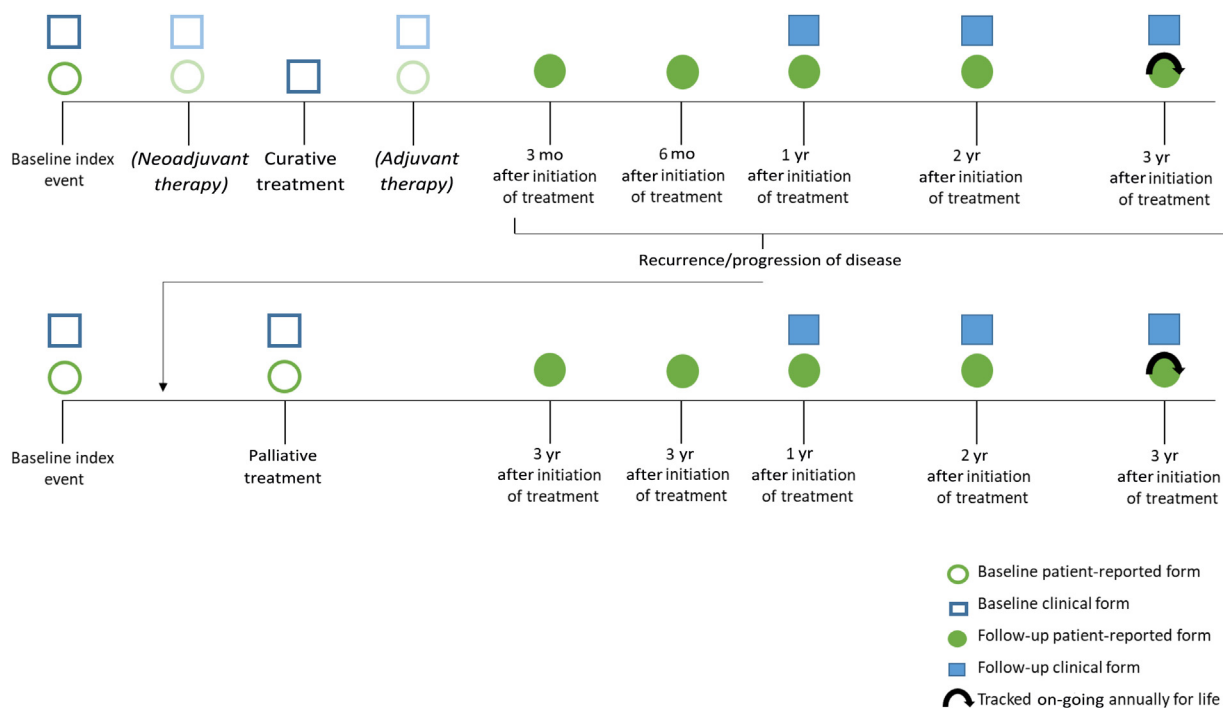 Baseline index
event
(Neoadjuvant
therapy)
Curative
treatment
(Adjuvant
therapy)
3 mo
after initiation
of treatment
6 mo
after initiation
of treatment
1 yr
after initiation
of treatment
2 yr
after initiation
of treatment
3 yr
after initiation
of treatment
Recurrence/progression of disease
Baseline index
event
Palliative
treatment
3 yr
after initiation
of treatment
3 yr
after initiation
of treatment
1 yr
after initiation
of treatment
2 yr
after initiation
of treatment
3 yr
after initiation
of treatment
Baseline patient-reported form
Baseline clinical form
Follow-up patient-reported form
Follow-up clinical form
Tracked on-going annually for life